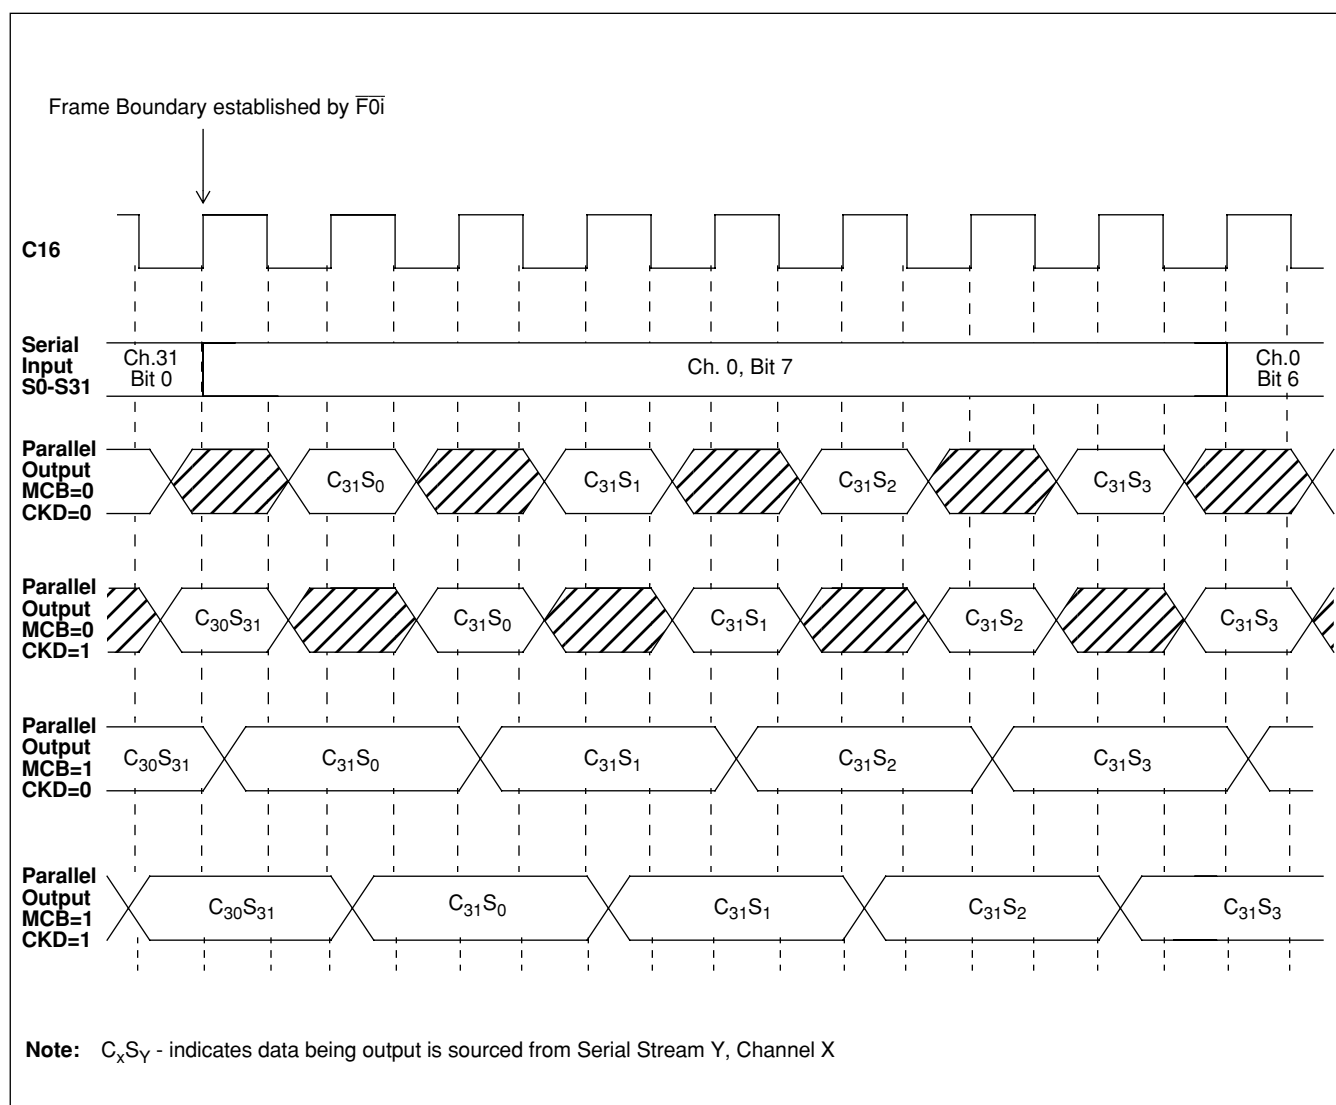 Frame Boundary established by F0i
C16
Serial
Input
S0-S31
Ch.31
Bit 0
Ch. 0, Bit 7
Ch.0
Bit 6
Parallel
Output
MCB=0
CKD=0
C31S0
C31S1
C31S2
C31S3
Parallel
Output
MCB=0
CKD=1
C30S31
C31S0
C31S1
C31S2
C31S3
Parallel
Output
MCB=1
CKD=0
C30S31
C31S0
C31S1
C31S2
C31S3
Parallel
Output
MCB=1
CKD=1
C30S31
C31S0
C31S1
C31S2
C31S3
Note: CxSY - indicates data being output is sourced from Serial Stream Y, Channel X